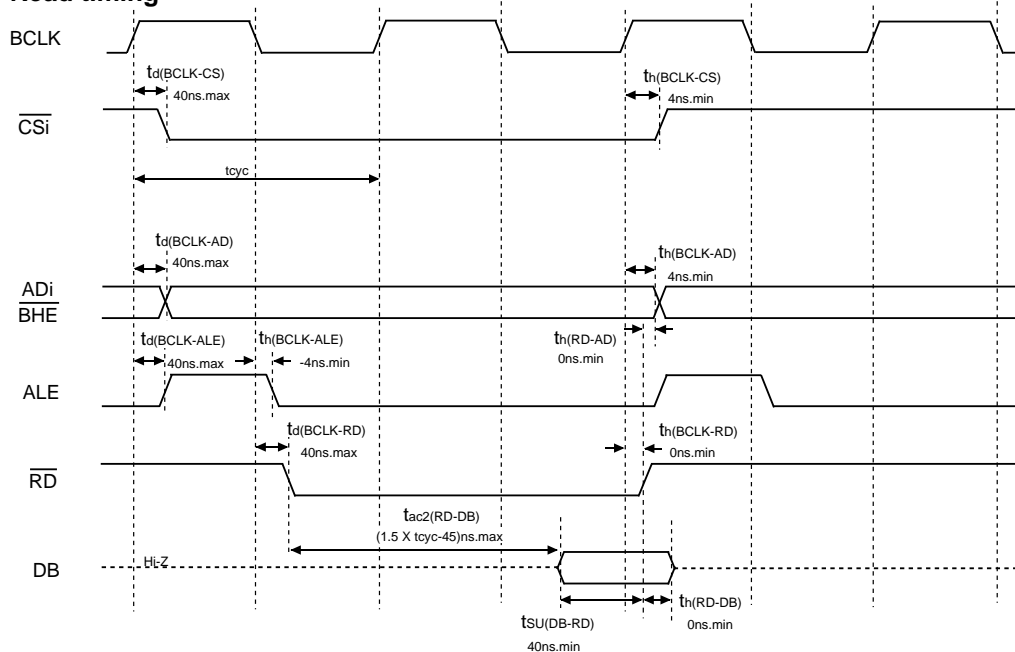 Read timing
BCLK
td(BCLK-CS)
40ns.max
th(BCLK-CS)
4ns.min
CSi
tcyc
td(BCLK-AD)
40ns.max
th(BCLK-AD)
4ns.min
ADi
BHE
td(BCLK-ALE)
40ns.max
th(BCLK-ALE)
-4ns.min
th(RD-AD)
0ns.min
ALE
td(BCLK-RD)
40ns.max
th(BCLK-RD)
0ns.min
RD
tac2(RD-DB)
(1.5 X tcyc-45)ns.max
Hi-Z
DB
tSU(DB-RD)
40ns.min
th(RD-DB)
0ns.min